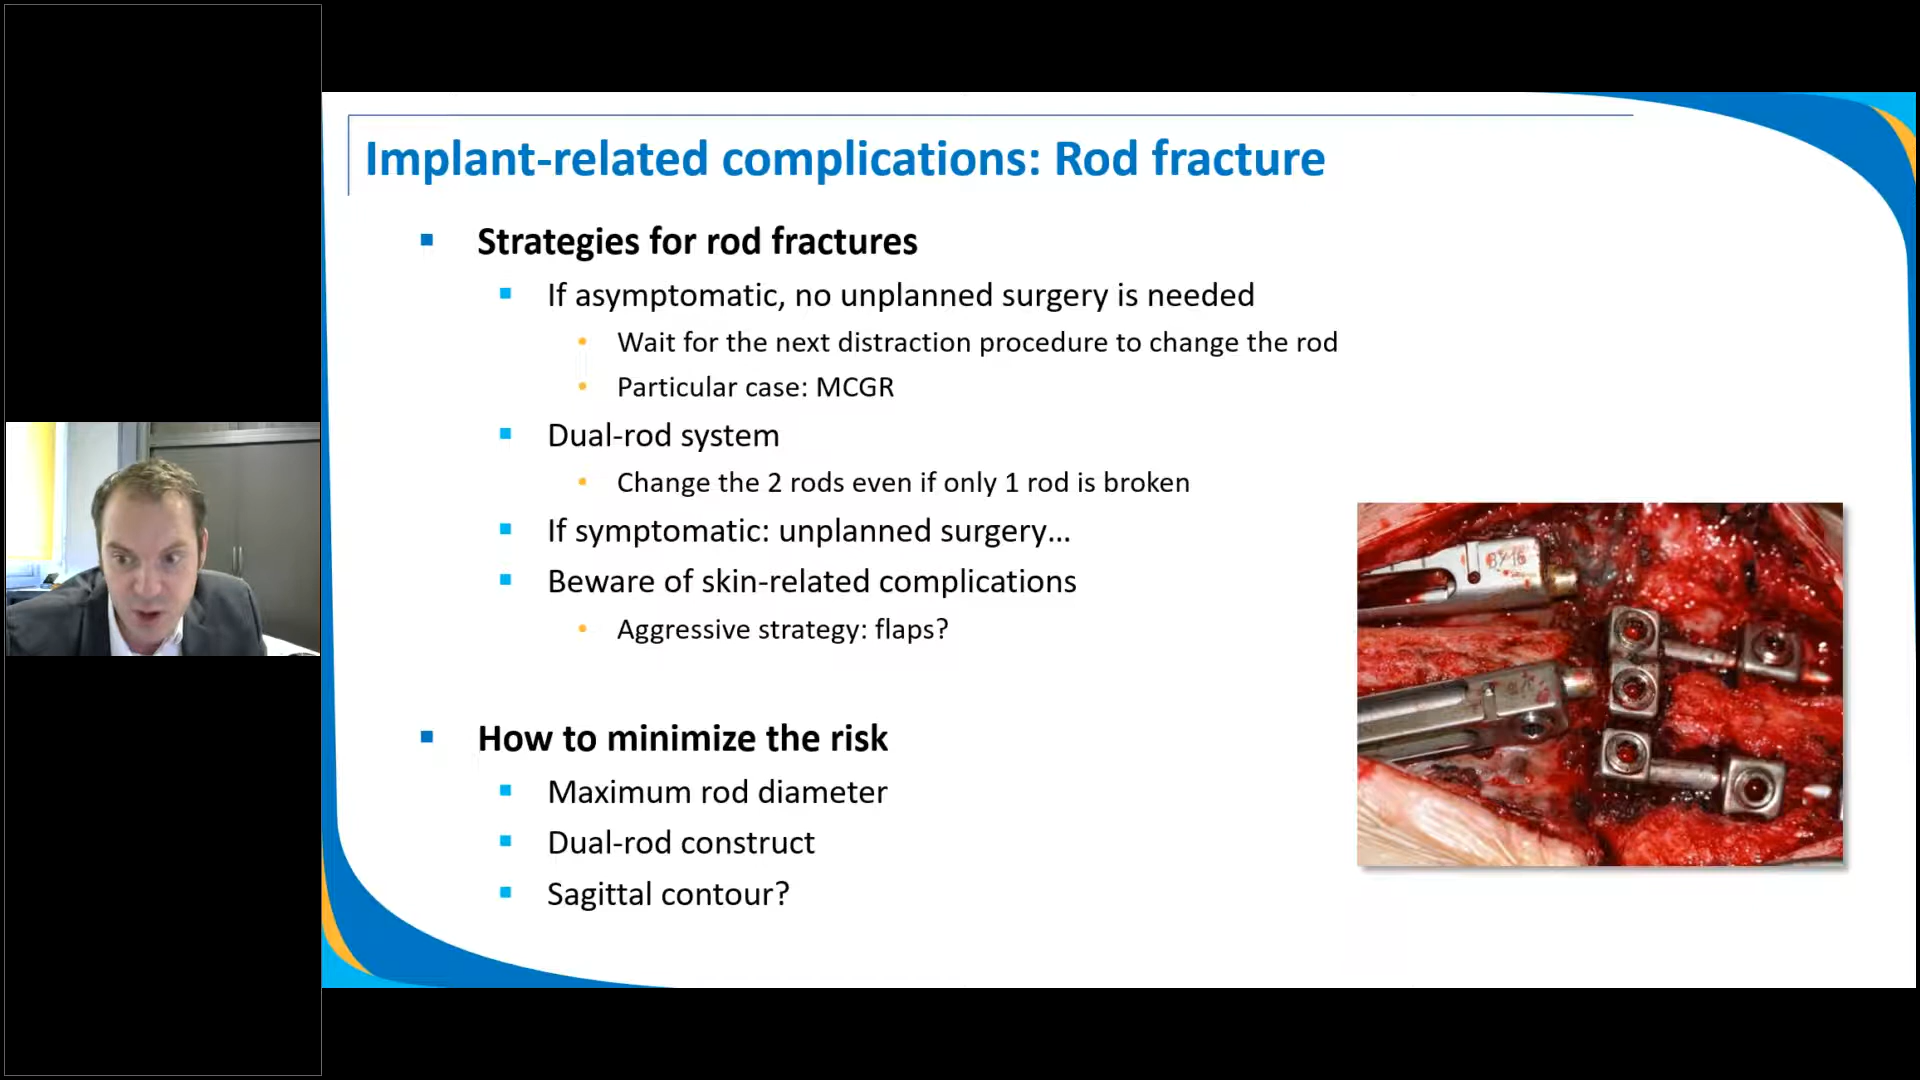 Implant-related complications: Rod fracture
Strategies for rod fractures
If asymptomatic, no unplanned surgery is needed
Wait for the next distraction procedure to change the rod
Particular case: MCGR
Dual-rod system
Change the 2 rods even if only 1 rod is broken
If symptomatic: unplanned surgery...
Beware of skin-related complications
Aggressive strategy: flaps?
How to minimize the risk
Maximum rod diameter
Dual-rod construct
Sagittal contour?